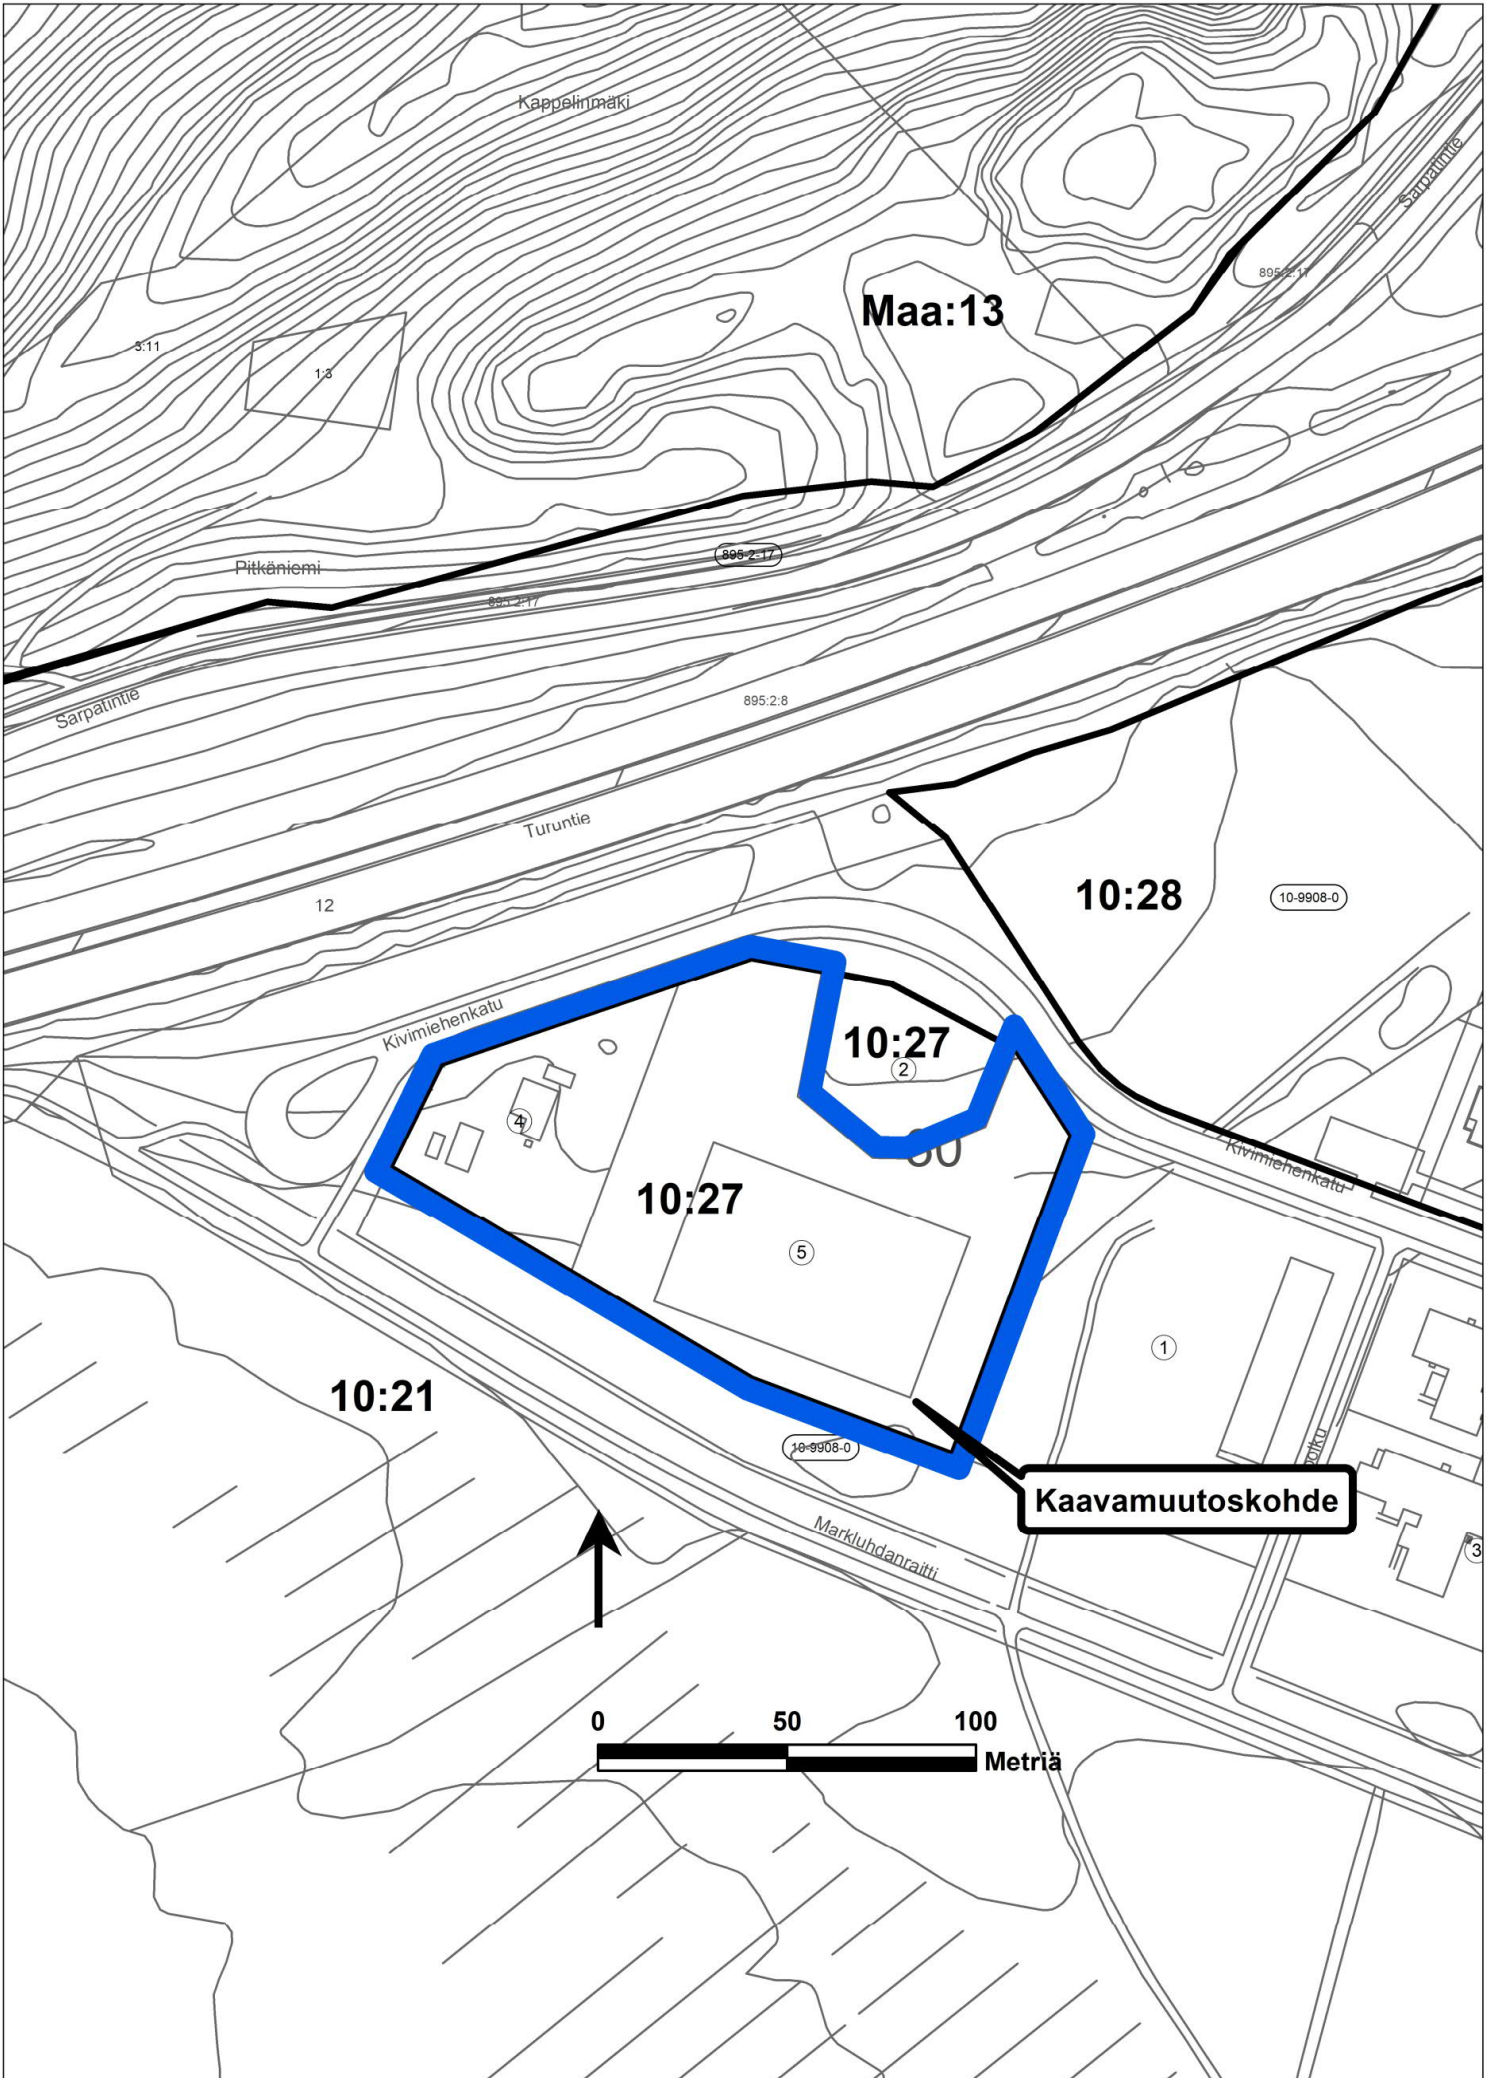 Kappelinmäki
Sarpatintie
895:2:17
Maa:13
3:11
1:3
895-2-17
Pitkäniemi
895:2:17
Sarpatintie
895:2:8
Turuntie
12
10:28
10-9908-0
Kivimiehenkatu
10:27
2
4
Kivimiehenkatu
10:27
5
1
10:21
10-9908-0
Kaavamuutoskohde
Markluhdanraitti
3
0 50 100
Metriä